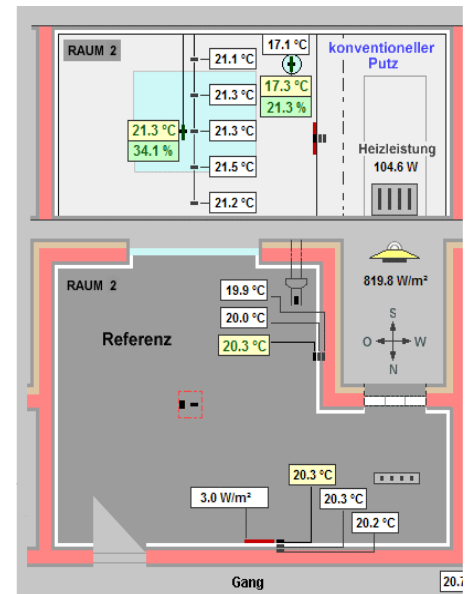 RAUM 2
17.1 °C
konventioneller
Putz
21.1 °C
21.3 °C
17.3 °C
21.3 %
21.3 °C
34.1 %
21.3 °C
21.5 °C
21.2 °C
Heizleistung
104.6 W
RAUM 2
Referenz
19.9 °C
20.0 °C
20.3 °C
819.8 W/m²
S
O
W
N
20.3 °C
3.0 W/m²
20.3 °C
20.2 °C
Gang
20.7